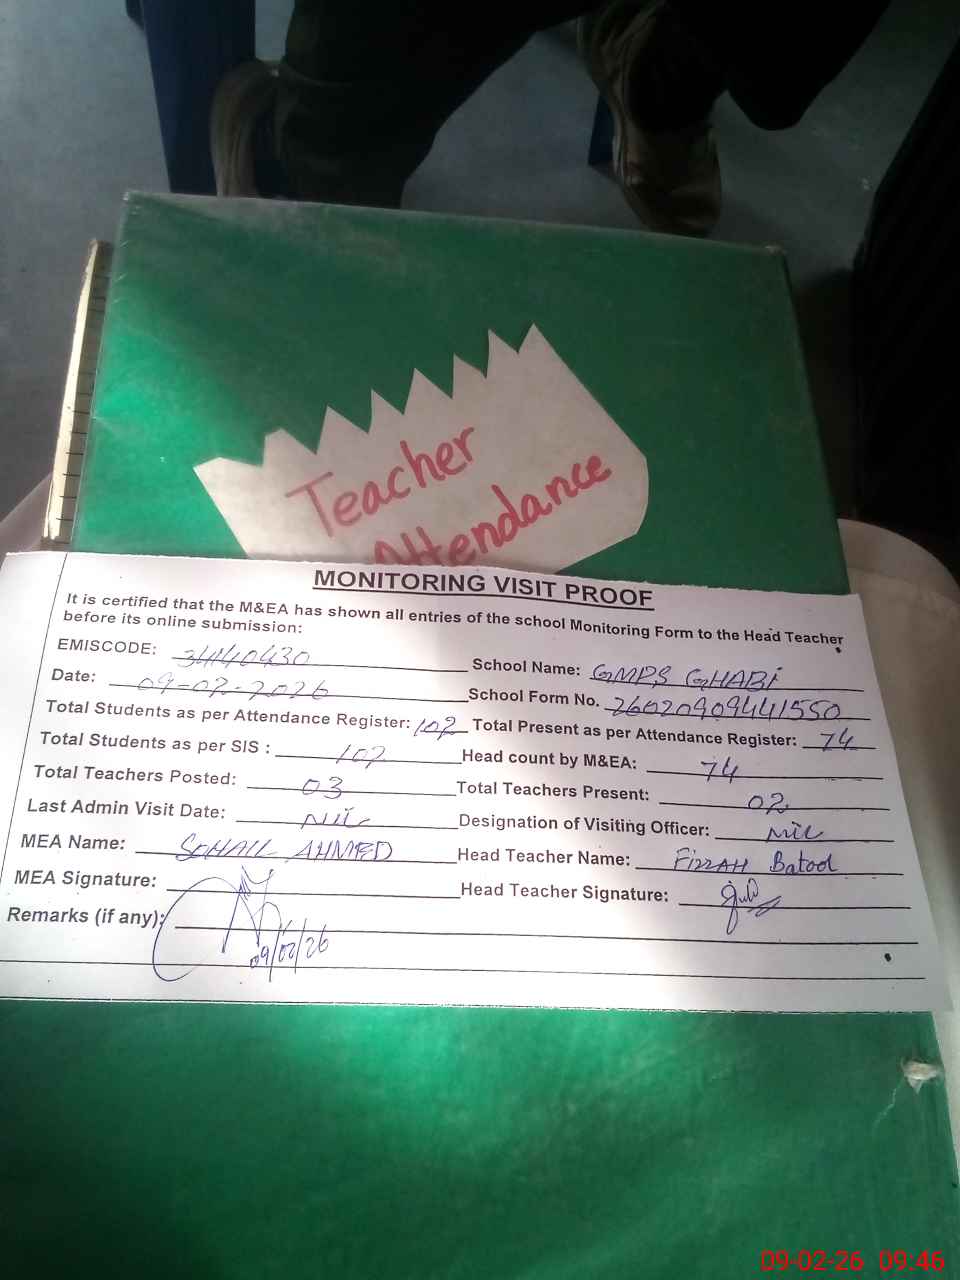 Teacher
Attendance
MONITORING VISIT PROOF
It is certified that the M&EA has shown all entries of the school Monitoring Form to the Head Teacher
before its online submission:
EMISCODE: 34140430 School Name: GMPS GHABI
Date: 09-02-2026 School Form No. 26020909441550
Total Students as per Attendance Register: 102 Total Present as per Attendance Register: 74
Total Students as per SIS : 102 Head count by M&EA: 74
Total Teachers Posted: 03 Total Teachers Present: 02
Last Admin Visit Date: NIL Designation of Visiting Officer: NIL
MEA Name: SOHAIL AHMED Head Teacher Name: Fizzah Batool
MEA Signature: Head Teacher Signature:
Remarks (if any):
09/02/26
09-02-26 09:46